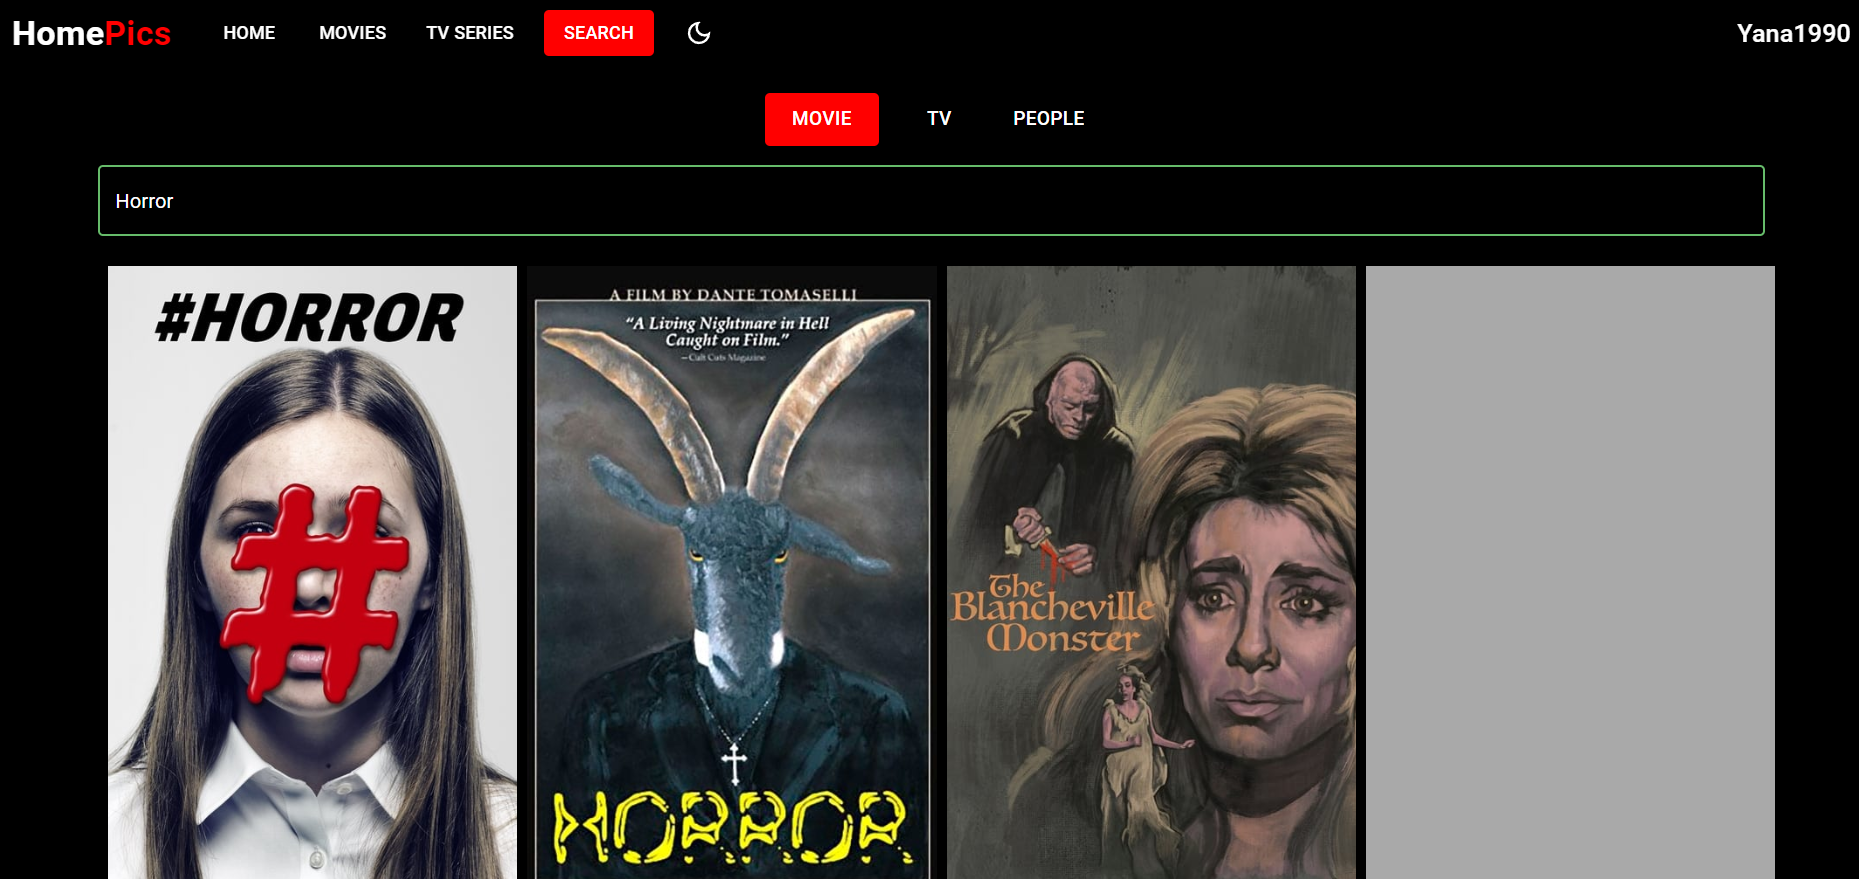 HomePics HOME MOVIES TV SERIES SEARCH Yana1990
MOVIE TV PEOPLE
Horror
#HORROR
#
A FILM BY DANTE TOMASELLI
“A Living Nightmare in Hell
Caught on Film.”
—Cult Cuts Magazine
HORROR
The
Blancheville
Monster